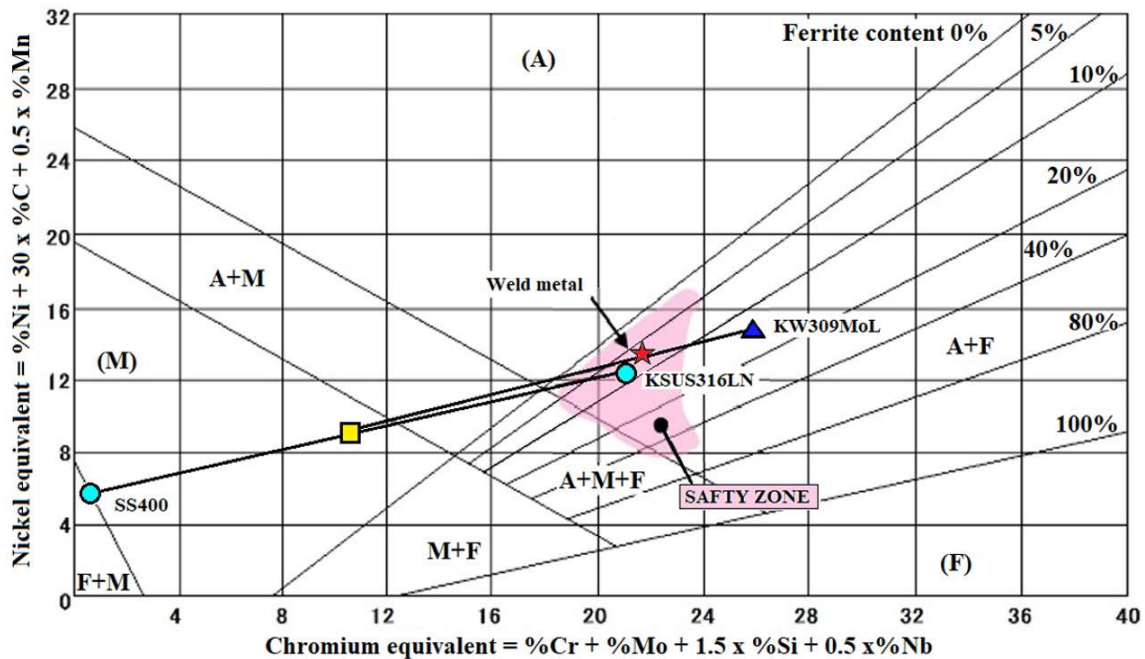 32
28
24
20
16
12
8
4
0
Nickel equivalent = %Ni + 30 x %C + 0.5 x %Mn
(A)
Ferrite content 0%
5%
10%
20%
40%
80%
100%
A+M
Weld metal
KW309MoL
(M)
KSUS316LN
A+F
SS400
A+M+F
SAFTY ZONE
M+F
(F)
F+M
4 8 12 16 20 24 28 32 36 40
Chromium equivalent = %Cr + %Mo + 1.5 x %Si + 0.5 x%Nb